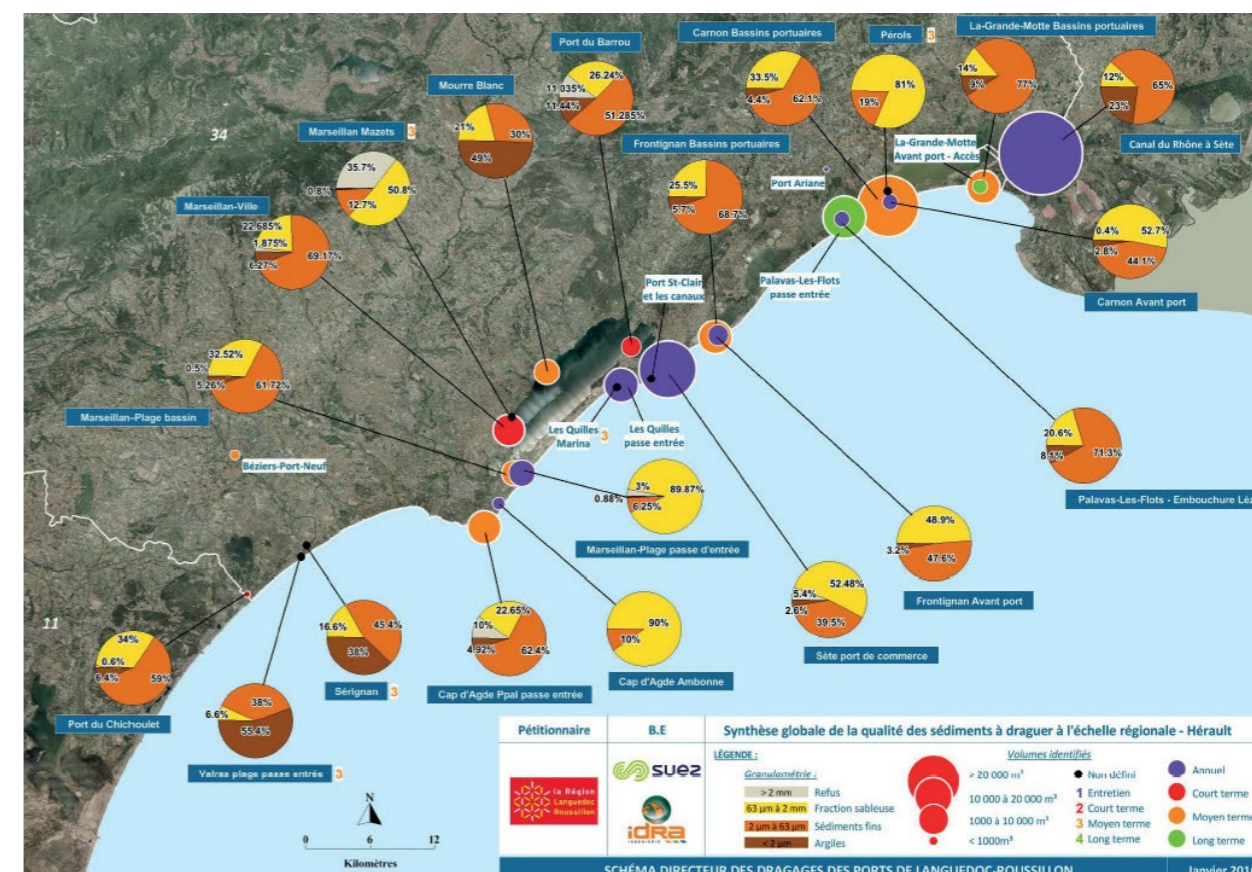 La-Grande-Motte Bassins portuaires
14%
77%
9%
Carnon Bassins portuaires
33.5%
4.4%
62.1%
Pérols 3
81%
19%
Port du Barrou
26.24%
11.035%
11.44%
51.285%
12%
65%
23%
Canal du Rhône à Sète
Mourre Blanc
21%
30%
49%
34
Marseillan Mazets 3
35.7%
0.8%
50.8%
12.7%
Frontignan Bassins portuaires
25.5%
5.7%
68.7%
La-Grande-Motte
Avant port - Accès
Port Ariane
Marseillan-Ville
22.685%
1.875%
6.27%
69.17%
0.4%
52.7%
2.8%
44.1%
Carnon Avant port
Palavas-Les-Flots
passe entrée
Port St-Clair
et les canaux
32.52%
0.5%
5.26%
61.72%
Marseillan-Plage bassin
Béziers-Port-Neuf
Les Quilles
Marina 3
Les Quilles
passe entrée
20.6%
8.1%
71.3%
Palavas-Les-Flots - Embouchure Lèz
3%
89.87%
0.88%
6.25%
Marseillan-Plage passe d'entrée
48.9%
3.2%
47.6%
Frontignan Avant port
52.48%
5.4%
2.6%
39.5%
Sète port de commerce
11
34%
0.6%
6.4%
59%
Port du Chichoulet
16.6%
45.4%
38%
Sérignan 3
22.65%
10%
4.92%
62.4%
Cap d'Agde Ppal passe entrée
90%
10%
Cap d'Agde Ambonne
38%
6.6%
55.4%
Valras plage passe entrée 3
N
0 6 12
Kilomètres
Pétitionnaire
B.E
Synthèse globale de la qualité des sédiments à draguer à l'échelle régionale - Hérault
la Région
Languedoc
Roussillon
suez
idra
LÉGENDE :
Granulométrie :
> 2 mm Refus
63 µm à 2 mm Fraction sableuse
2 µm à 63 µm Sédiments fins
< 2 µm Argiles
Volumes identifiés
> 20 000 m³
10 000 à 20 000 m³
1000 à 10 000 m³
< 1000m³
Non défini
1 Entretien
2 Court terme
3 Moyen terme
4 Long terme
Annuel
Court terme
Moyen terme
Long terme
SCHÉMA DIRECTEUR DES DRAGAGES DES PORTS DE LANGUEDOC-ROUSSILLON
Janvier 201